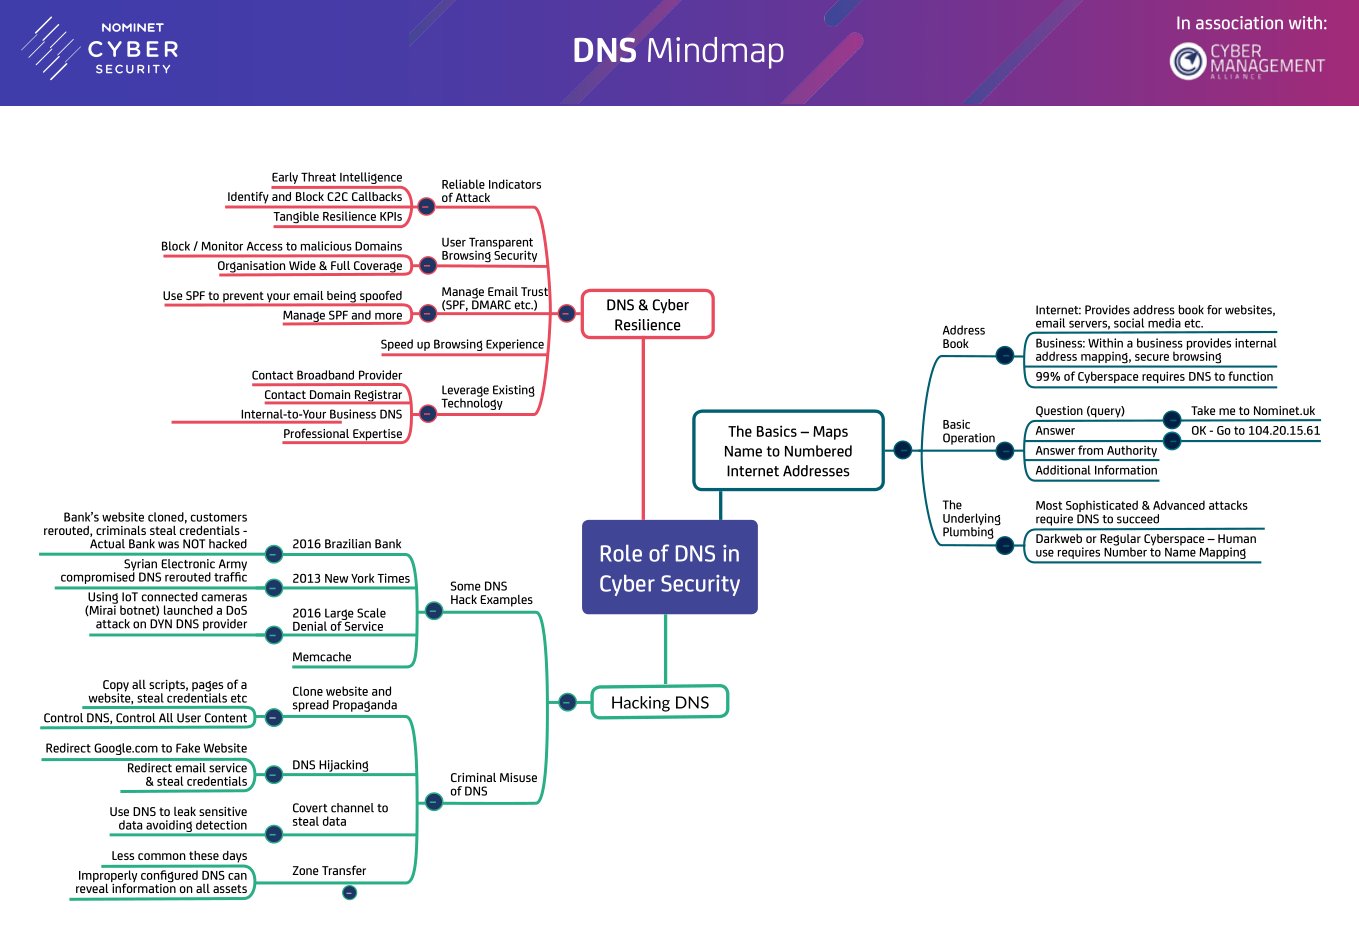 NOMINET
CYBER
SECURITY
DNS Mindmap
In association with:
CYBER
MANAGEMENT
ALLIANCE
Early Threat Intelligence
Identify and Block C2C Callbacks
Tangible Resilience KPIs
Reliable Indicators
of Attack
Block / Monitor Access to malicious Domains
Organisation Wide & Full Coverage
User Transparent
Browsing Security
Use SPF to prevent your email being spoofed
Manage SPF and more
Manage Email Trust
(SPF, DMARC etc.)
Speed up Browsing Experience
Contact Broadband Provider
Contact Domain Registrar
Internal-to-Your Business DNS
Professional Expertise
Leverage Existing
Technology
DNS & Cyber
Resilience
The Basics – Maps
Name to Numbered
Internet Addresses
Address
Book
Internet: Provides address book for websites,
email servers, social media etc.
Business: Within a business provides internal
address mapping, secure browsing
99% of Cyberspace requires DNS to function
Basic
Operation
Question (query)
Take me to Nominet.uk
Answer
OK - Go to 104.20.15.61
Answer from Authority
Additional Information
The
Underlying
Plumbing
Most Sophisticated & Advanced attacks
require DNS to succeed
Darkweb or Regular Cyberspace – Human
use requires Number to Name Mapping
Role of DNS in
Cyber Security
Bank's website cloned, customers
rerouted, criminals steal credentials -
Actual Bank was NOT hacked
2016 Brazilian Bank
Syrian Electronic Army
compromised DNS rerouted traffic
2013 New York Times
Using IoT connected cameras
(Mirai botnet) launched a DoS
attack on DYN DNS provider
2016 Large Scale
Denial of Service
Memcache
Some DNS
Hack Examples
Copy all scripts, pages of a
website, steal credentials etc
Control DNS, Control All User Content
Clone website and
spread Propaganda
Redirect Google.com to Fake Website
Redirect email service
& steal credentials
DNS Hijacking
Use DNS to leak sensitive
data avoiding detection
Covert channel to
steal data
Less common these days
Improperly configured DNS can
reveal information on all assets
Zone Transfer
Criminal Misuse
of DNS
Hacking DNS